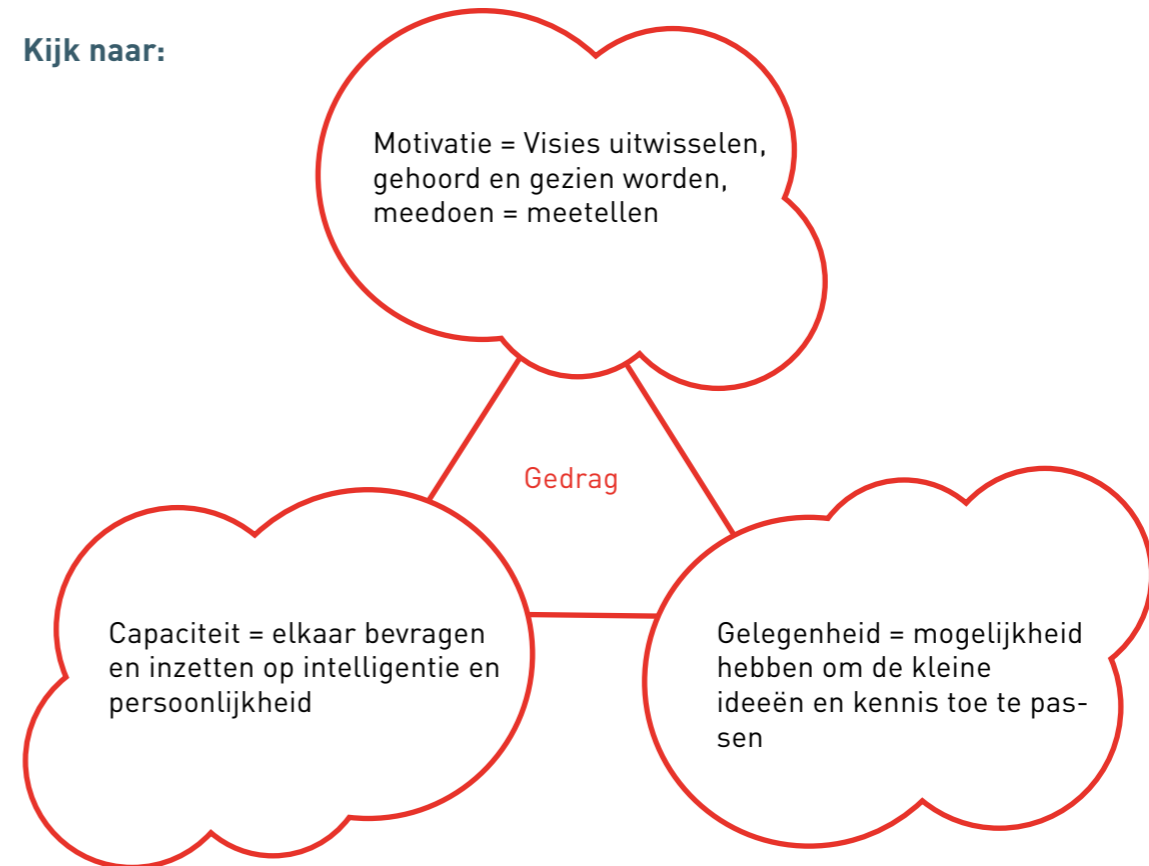 Kijk naar:
Motivatie = Visies uitwisselen,
gehoord en gezien worden,
meedoen = meetellen
Gedrag
Capaciteit = elkaar bevragen
en inzetten op intelligentie en
persoonlijkheid
Gelegenheid = mogelijkheid
hebben om de kleine
ideeën en kennis toe te pas-
sen